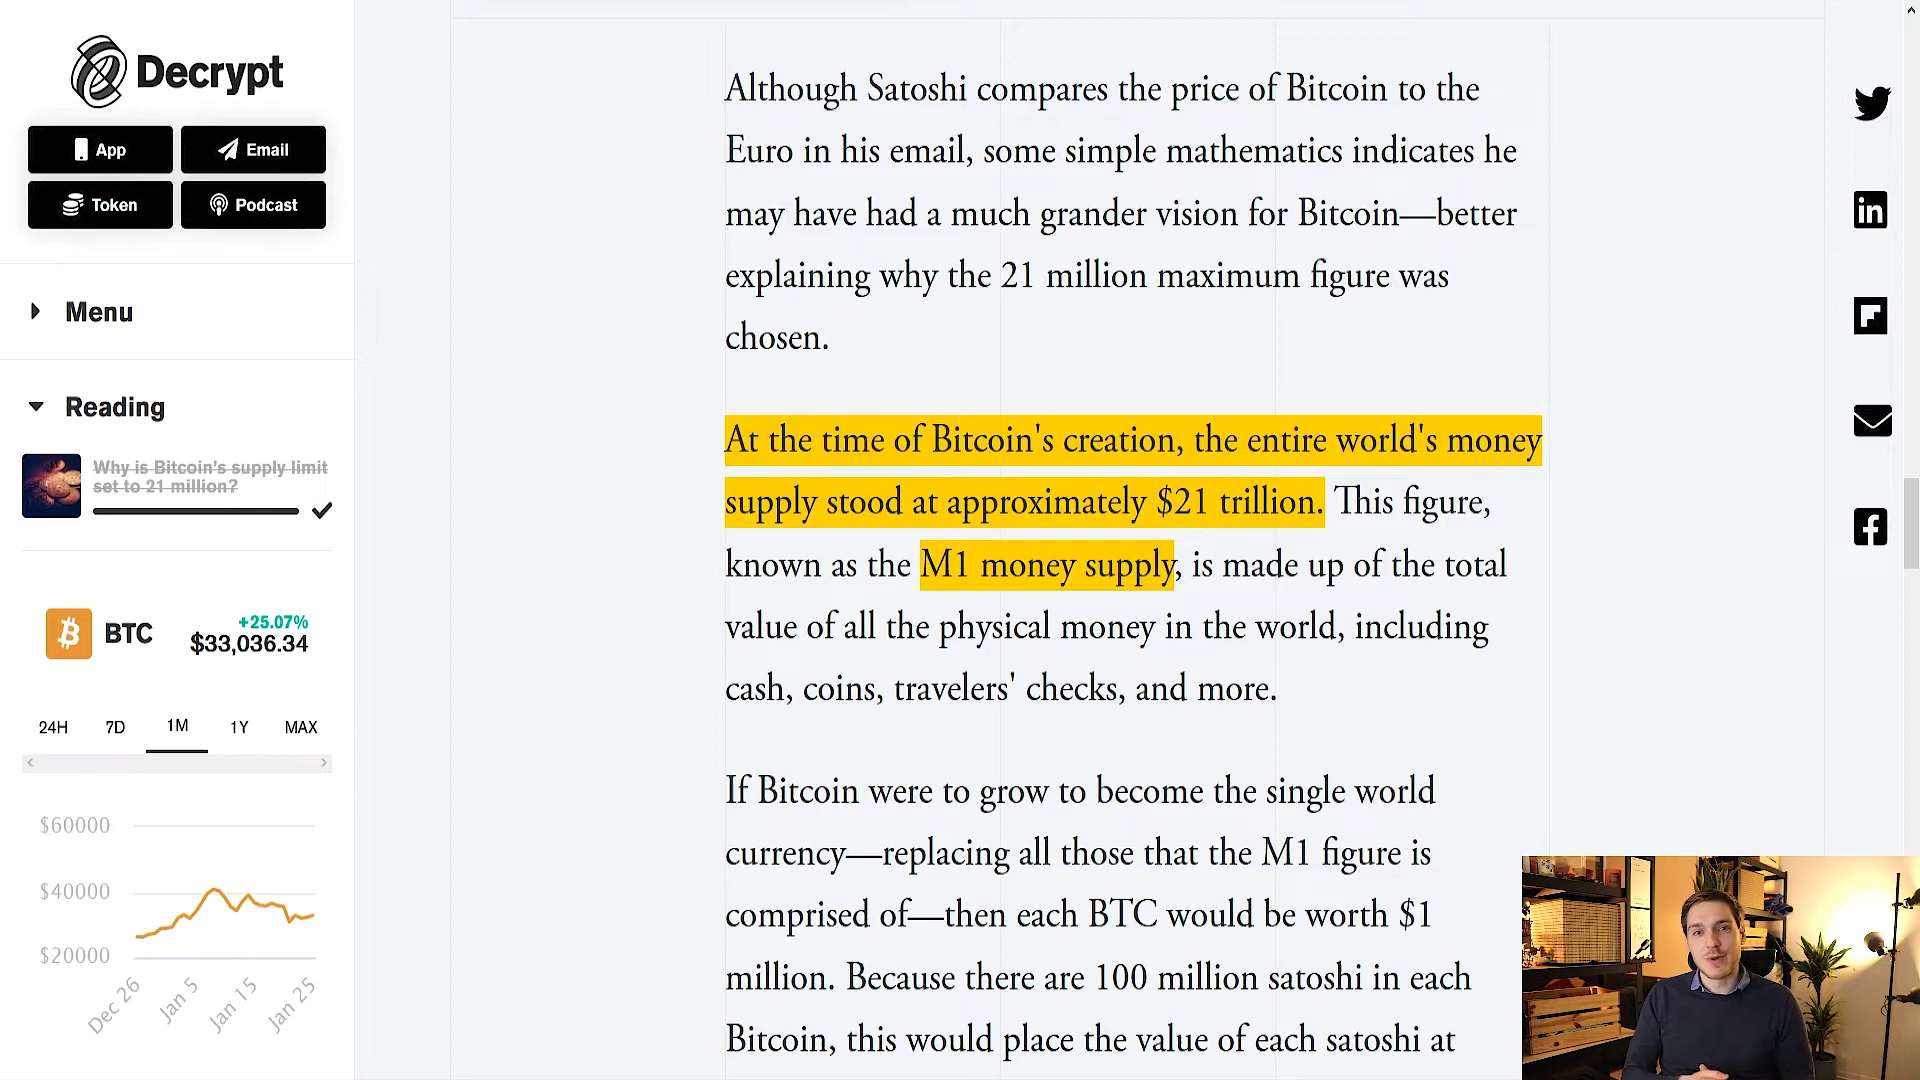 Decrypt
App
Email
Token
Podcast
Menu
Reading
Why is Bitcoin's supply limit
set to 21 million?
BTC
+25.07%
$33,036.34
24H
7D
1M
1Y
MAX
$60000
$40000
$20000
Dec 26
Jan 5
Jan 15
Jan 25
Although Satoshi compares the price of Bitcoin to the
Euro in his email, some simple mathematics indicates he
may have had a much grander vision for Bitcoin—better
explaining why the 21 million maximum figure was
chosen.
At the time of Bitcoin's creation, the entire world's money
supply stood at approximately $21 trillion. This figure,
known as the M1 money supply, is made up of the total
value of all the physical money in the world, including
cash, coins, travelers' checks, and more.
If Bitcoin were to grow to become the single world
currency—replacing all those that the M1 figure is
comprised of—then each BTC would be worth $1
million. Because there are 100 million satoshi in each
Bitcoin, this would place the value of each satoshi at